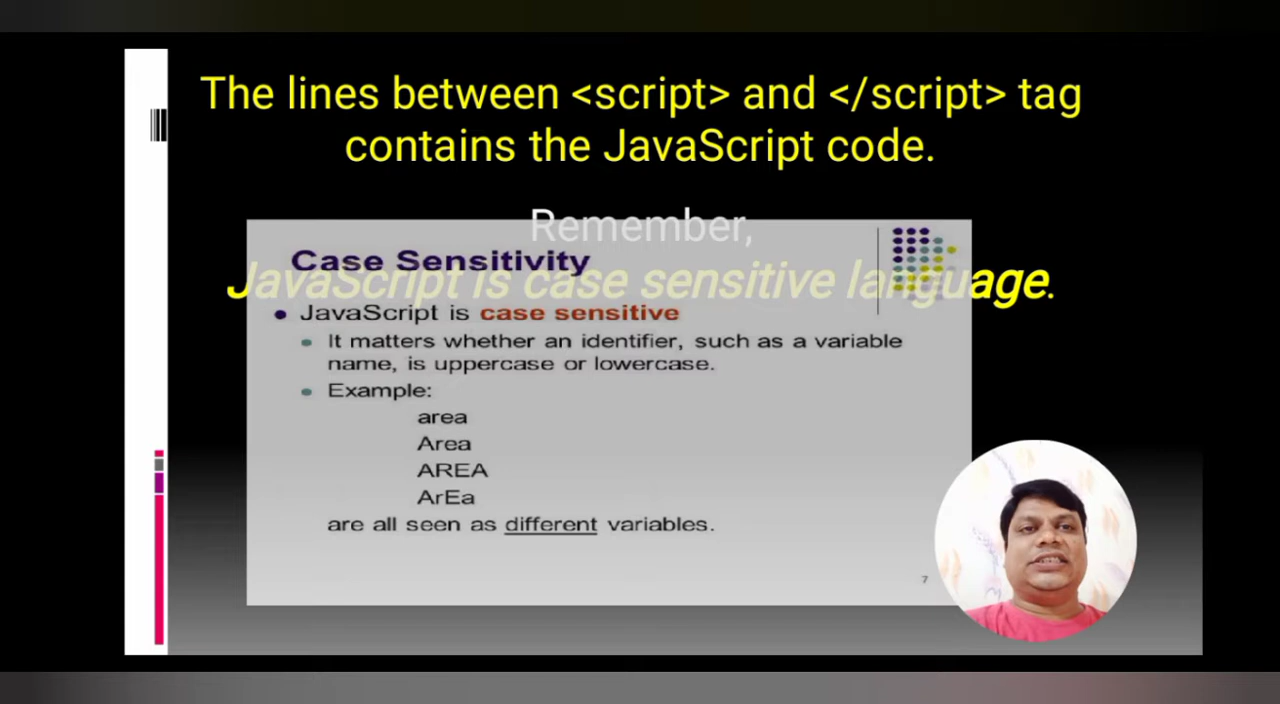 The lines between <script> and </script> tag
contains the JavaScript code.
Remember,
JavaScript is case sensitive language.
Case Sensitivity
JavaScript is case sensitive
It matters whether an identifier, such as a variable
name, is uppercase or lowercase.
Example:
area
Area
AREA
ArEa
are all seen as different variables.
7